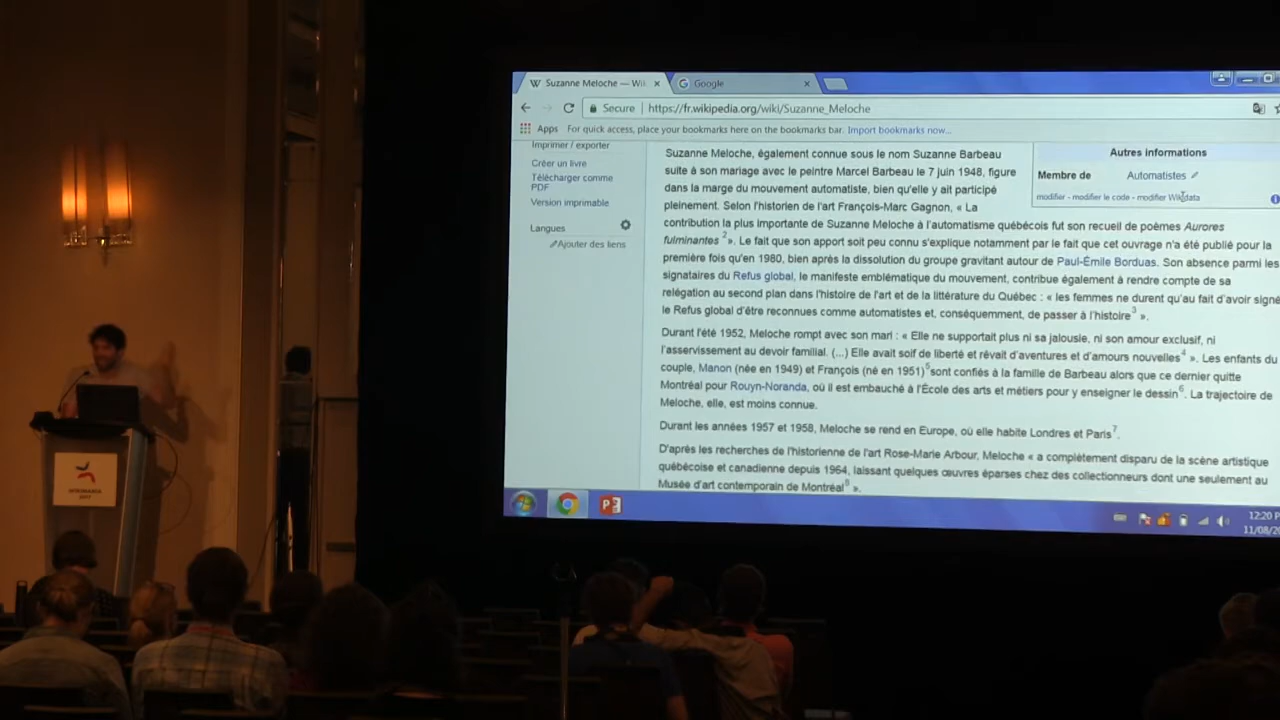 Suzanne Meloche — Wi
Google
Secure
https://fr.wikipedia.org/wiki/Suzanne_Meloche
Apps
For quick access, place your bookmarks here on the bookmarks bar. Import bookmarks now...
Imprimer / exporter
Créer un livre
Télécharger comme
PDF
Version imprimable
Langues
Ajouter des liens
Autres informations
Membre de Automatistes
modifier - modifier le code - modifier Wikidata
Suzanne Meloche, également connue sous le nom Suzanne Barbeau
suite à son mariage avec le peintre Marcel Barbeau le 7 juin 1948, figure
dans la marge du mouvement automatiste, bien qu'elle y ait participé
pleinement. Selon l'historien de l'art François-Marc Gagnon, « La
contribution la plus importante de Suzanne Meloche à l'automatisme québécois fut son recueil de poèmes Aurores
fulminantes 2 ». Le fait que son apport soit peu connu s'explique notamment par le fait que cet ouvrage n'a été publié pour la
première fois qu'en 1980, bien après la dissolution du groupe gravitant autour de Paul-Émile Borduas. Son absence parmi les
signataires du Refus global, le manifeste emblématique du mouvement, contribue également à rendre compte de sa
relégation au second plan dans l'histoire de l'art et de la littérature du Québec : « les femmes ne durent qu'au fait d'avoir signé
le Refus global d'être reconnues comme automatistes et, conséquemment, de passer à l'histoire 3 ».
Durant l'été 1952, Meloche rompt avec son mari : « Elle ne supportait plus ni sa jalousie, ni son amour exclusif, ni
l'asservissement au devoir familial. (...) Elle avait soif de liberté et rêvait d'aventures et d'amours nouvelles 4 ». Les enfants du
couple, Manon (née en 1949) et François (né en 1951) 5 sont confiés à la famille de Barbeau alors que ce dernier quitte
Montréal pour Rouyn-Noranda, où il est embauché à l'École des arts et métiers pour y enseigner le dessin 6. La trajectoire de
Meloche, elle, est moins connue.
Durant les années 1957 et 1958, Meloche se rend en Europe, où elle habite Londres et Paris 7.
D'après les recherches de l'historienne de l'art Rose-Marie Arbour, Meloche « a complètement disparu de la scène artistique
québécoise et canadienne depuis 1964, laissant quelques œuvres éparses chez des collectionneurs dont une seulement au
Musée d'art contemporain de Montréal 8 ».
12:20 P
11/08/20
WIKIMANIA
2017